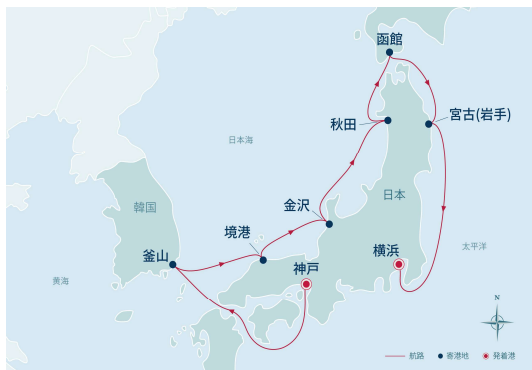 函館
宮古(岩手)
秋田
日本海
日本
韓国
金沢
境港
釜山
神戸
横浜
太平洋
黄海
N
航路
寄港地
発着港